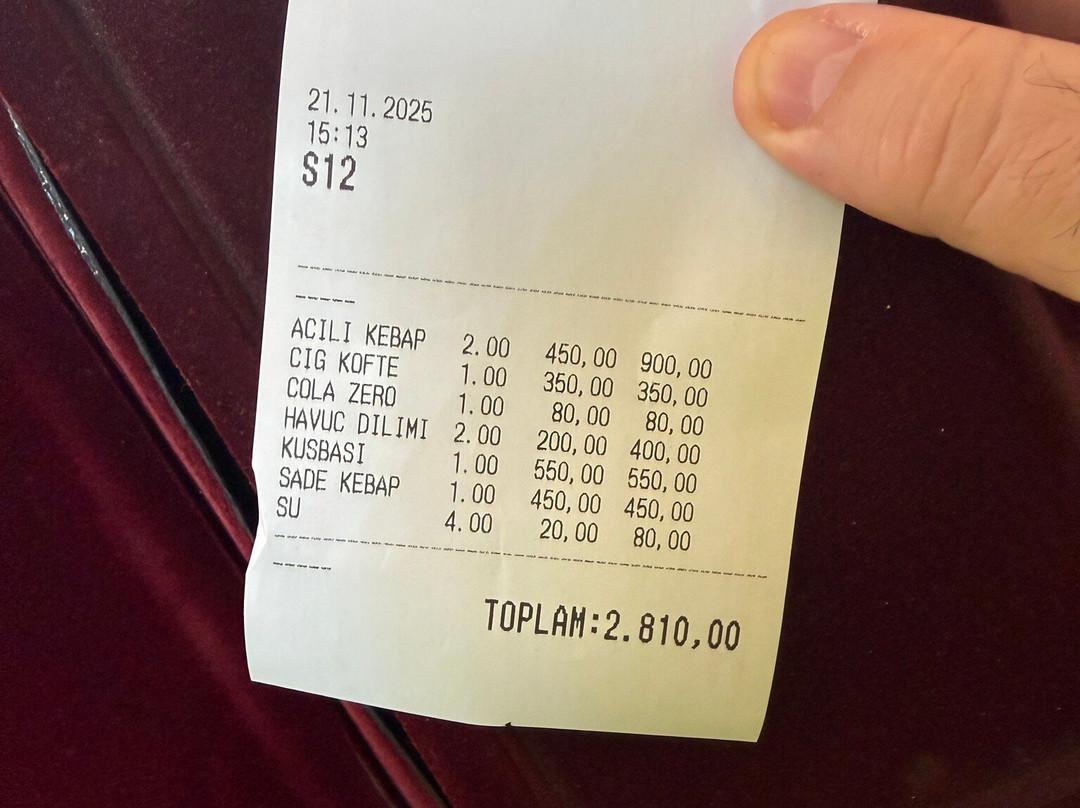 21.11.2025
15:13
S12
ACILI KEBAP 2.00 450,00 900,00
CIG KOFTE 1.00 350,00 350,00
COLA ZERO 1.00 80,00 80,00
HAVUC DILIMI 2.00 200,00 400,00
KUSBASI 1.00 550,00 550,00
SADE KEBAP 1.00 450,00 450,00
SU 4.00 20,00 80,00
TOPLAM:2.810,00